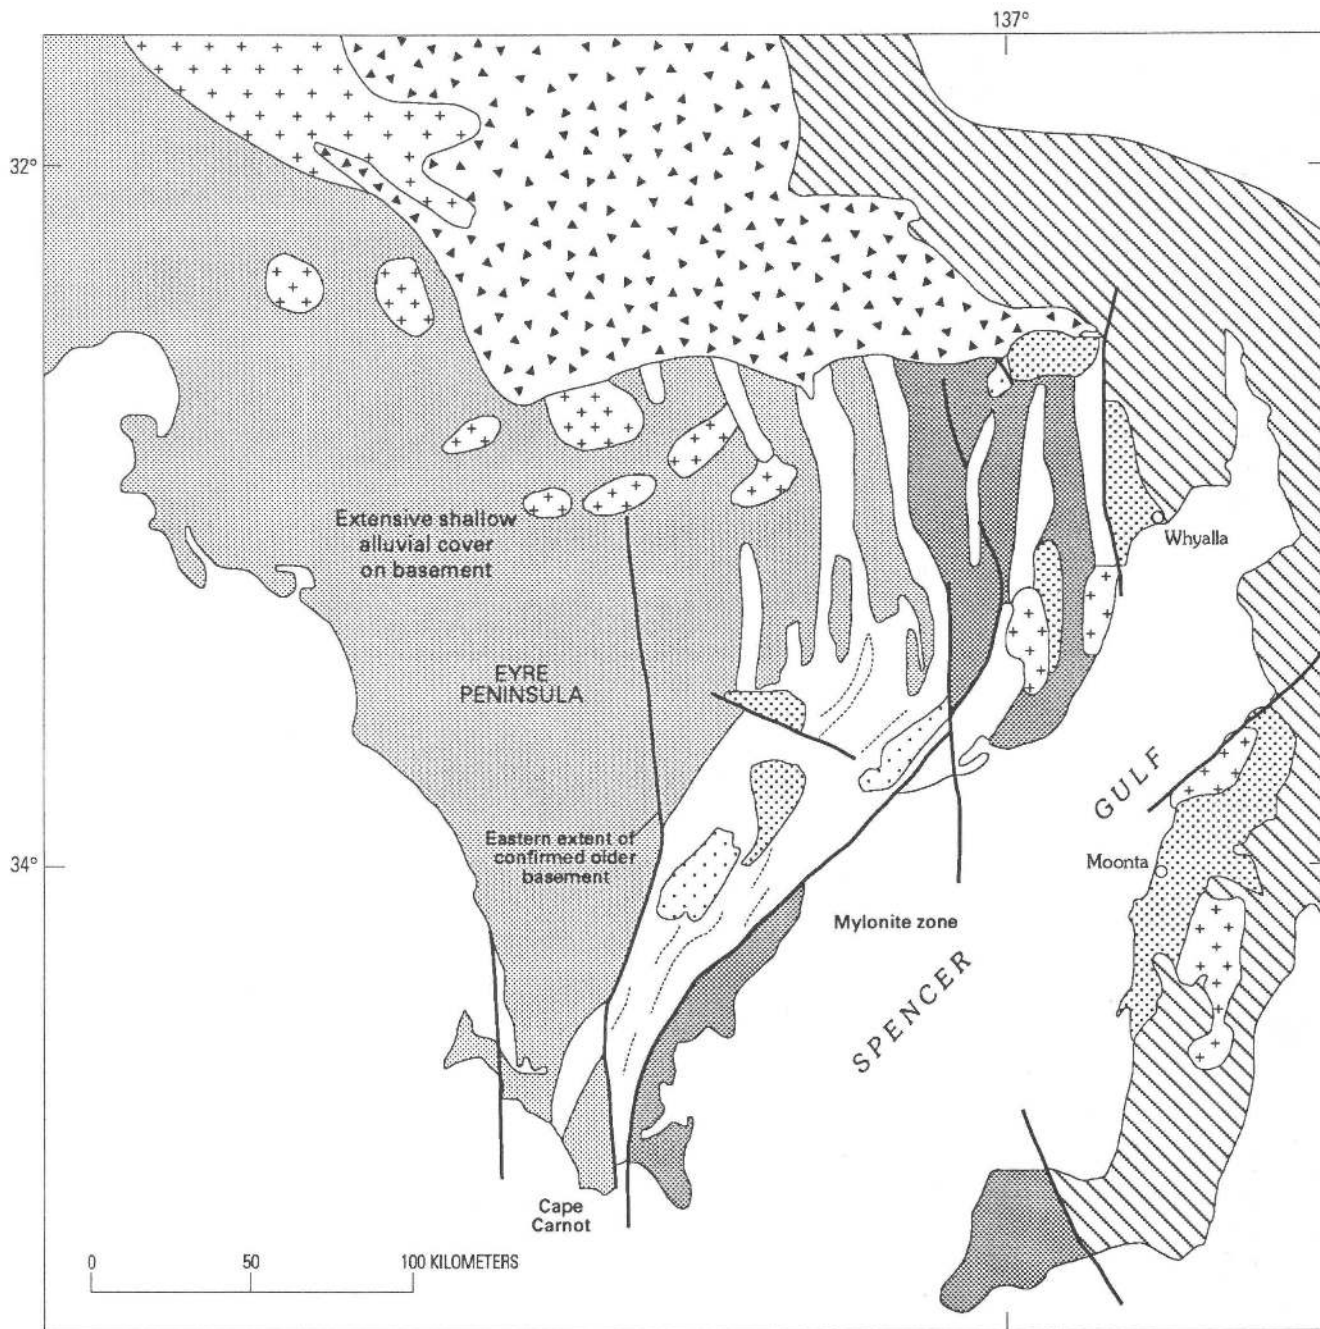 137°
32°
Extensive shallow
alluvial cover
on basement
Whyalla
EYRE
PENINSULA
GULF
34°
Eastern extent of
confirmed older
basement
Moonta
Mylonite zone
SPENCER
Cape
Carnot
0 50 100 KILOMETERS